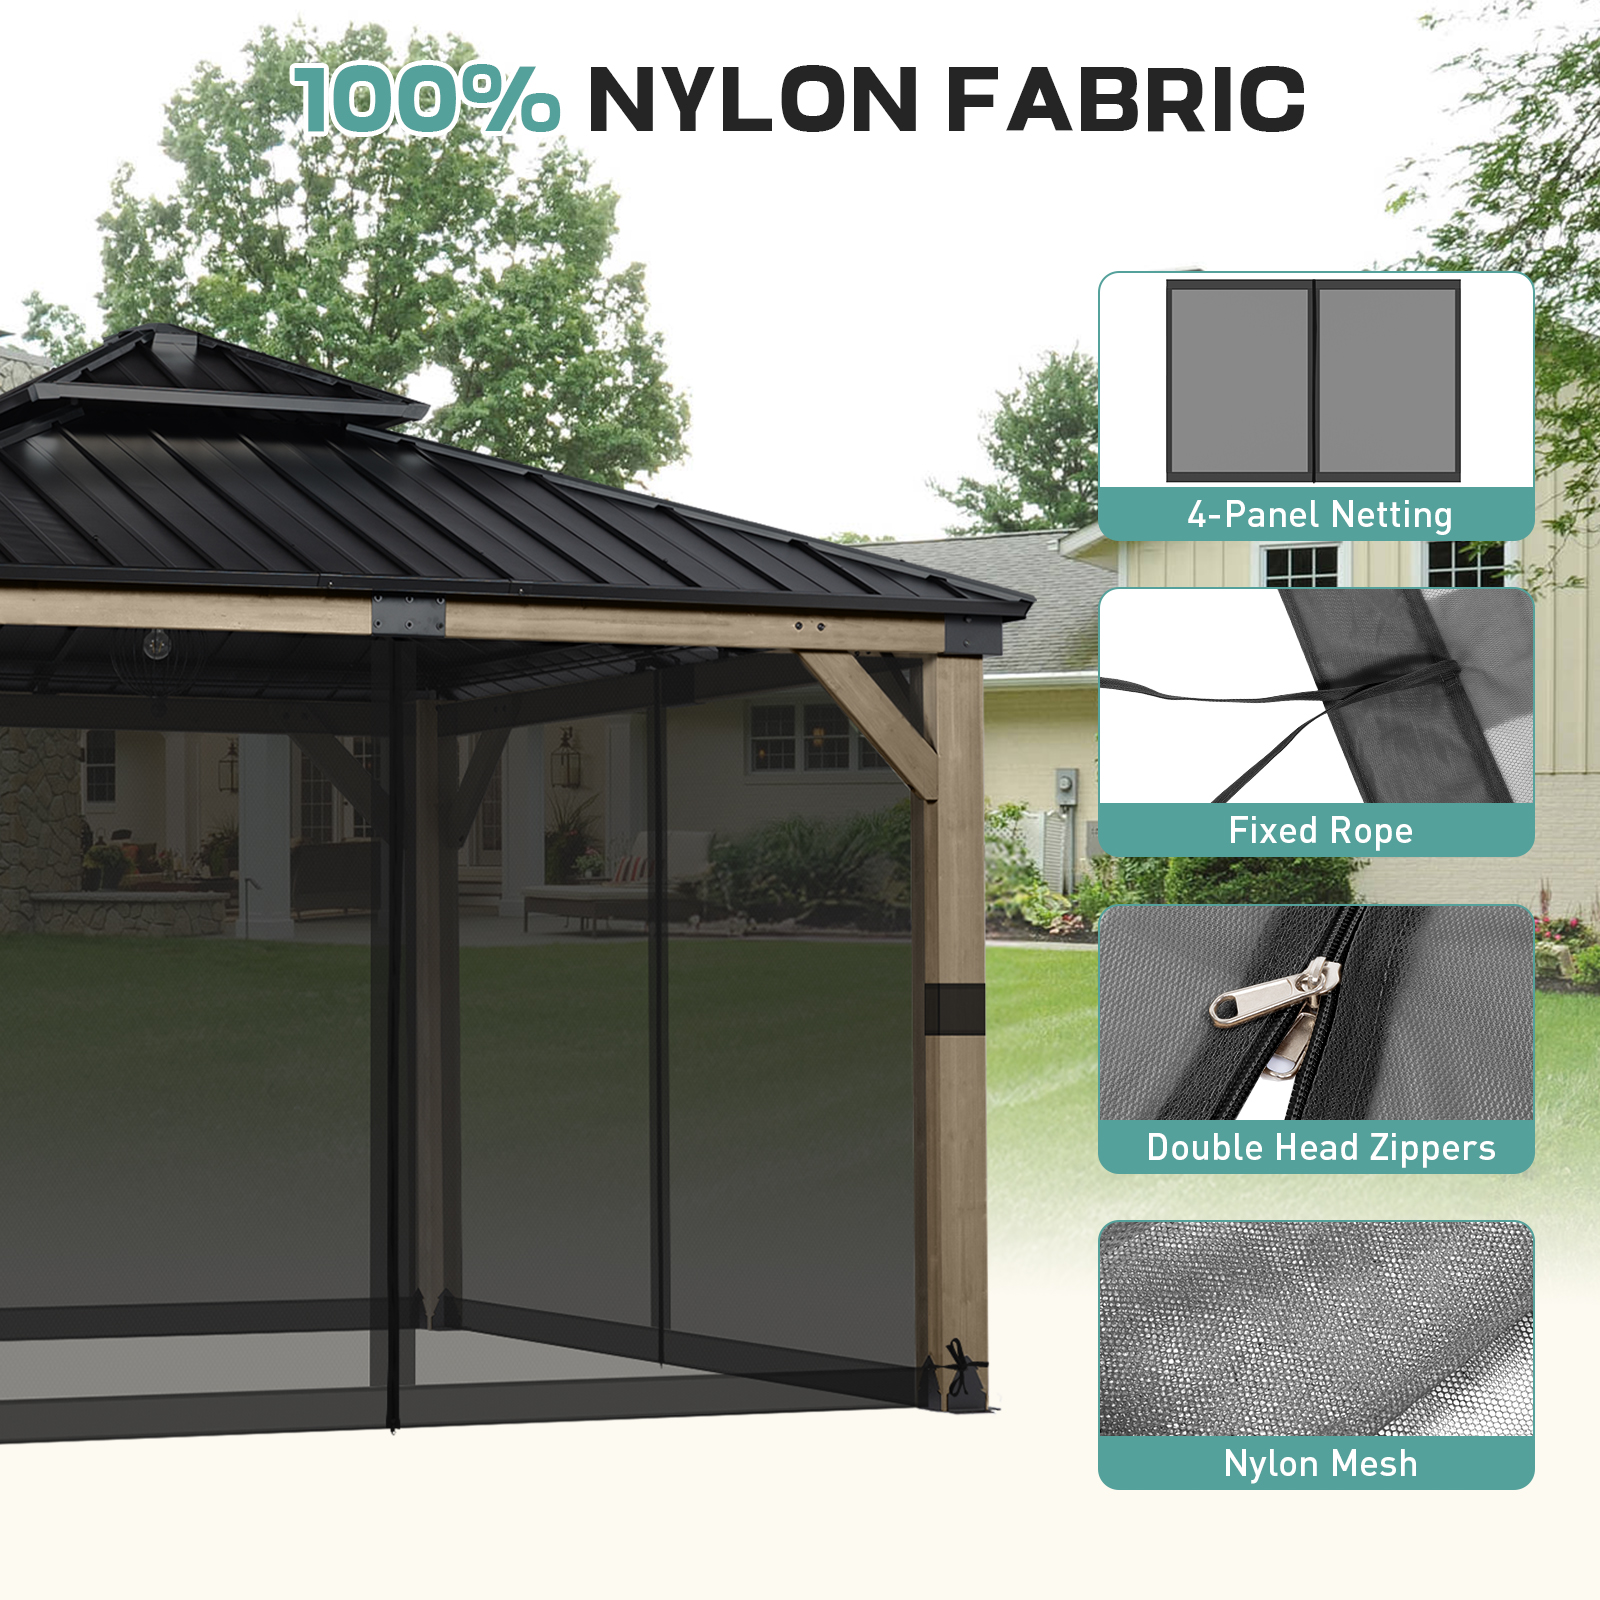 100% NYLON FABRIC
4-Panel Netting
Fixed Rope
Double Head Zippers
Nylon Mesh